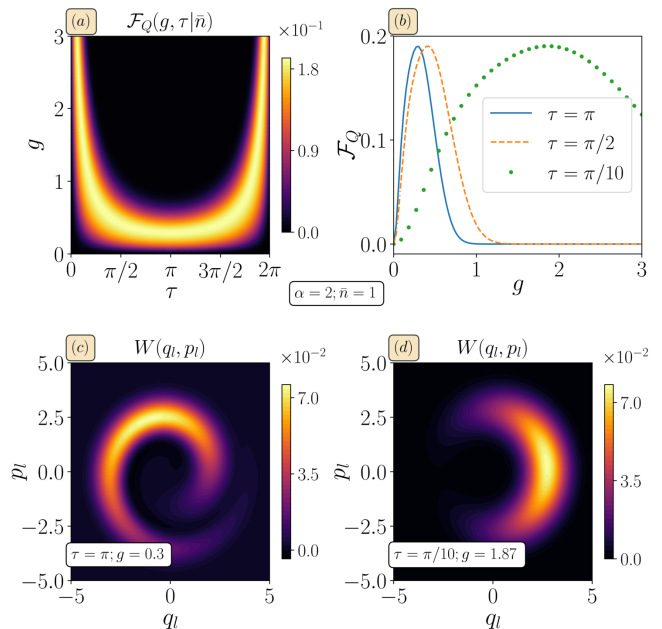 (a) 𝓕_Q(g, τ|n̄) ×10⁻¹
3
2
1
0
g
0 π/2 π 3π/2 2π
τ
1.8
0.9
0.0
(b)
0.2
0.1
0.0
𝓕_Q
τ = π
τ = π/2
τ = π/10
0 1 2 3
g
α = 2; n̄ = 1
(c) W(q_l, p_l) ×10⁻²
5.0
2.5
0.0
−2.5
−5.0
p_l
τ = π; g = 0.3
−5 0 5
q_l
7.0
3.5
0.0
(d) W(q_l, p_l) ×10⁻²
5.0
2.5
0.0
−2.5
−5.0
p_l
τ = π/10; g = 1.87
−5 0 5
q_l
7.0
3.5
0.0